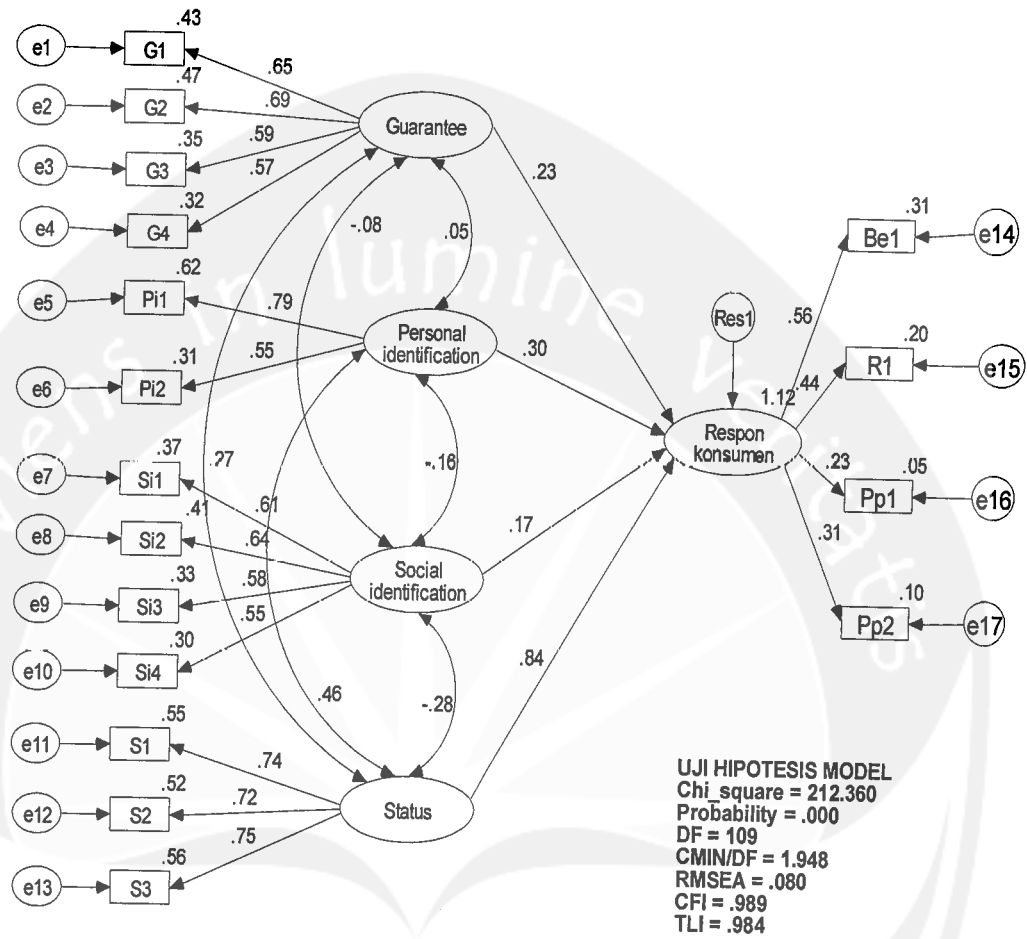 .43
e1
G1
.65
.47
e2
G2
.69
Guarantee
.35
e3
G3
.59
.23
.57
.32
e4
G4
-.08
.05
.31
Be1
e14
.62
e5
Pi1
.79
Res1
.56
Personal
identification
.30
.20
.31
e6
Pi2
.55
R1
e15
1.12
.44
Respon
konsumen
.37
e7
Si1
.27
-.16
.23
.05
.61
Pp1
e16
.41
e8
Si2
.64
.17
.31
Social
identification
.33
e9
Si3
.58
.10
.55
Pp2
e17
.30
e10
Si4
.84
.46
-.28
.55
e11
S1
.74
.52
e12
S2
.72
Status
.75
.56
e13
S3
UJI HIPOTESIS MODEL
Chi_square = 212.360
Probability = .000
DF = 109
CMIN/DF = 1.948
RMSEA = .080
CFI = .989
TLI = .984
ens in lumine veritatis